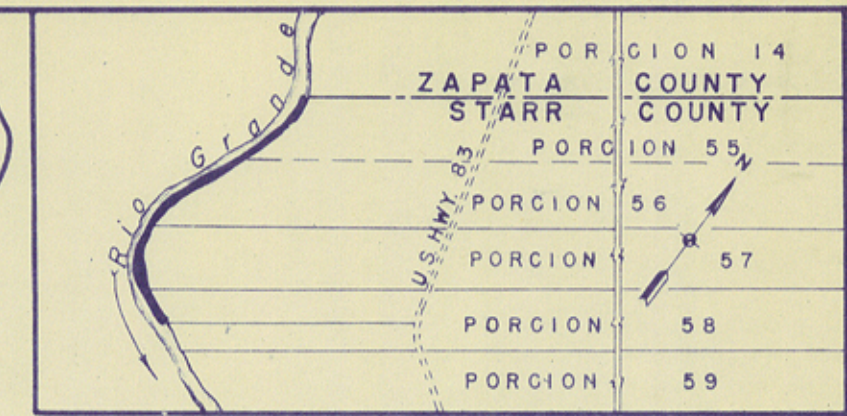 PORCION 14
ZAPATA COUNTY
STARR COUNTY
Rio Grande
PORCION 55
N
US HWY 83
PORCION 56
PORCION 57
PORCION 58
PORCION 59